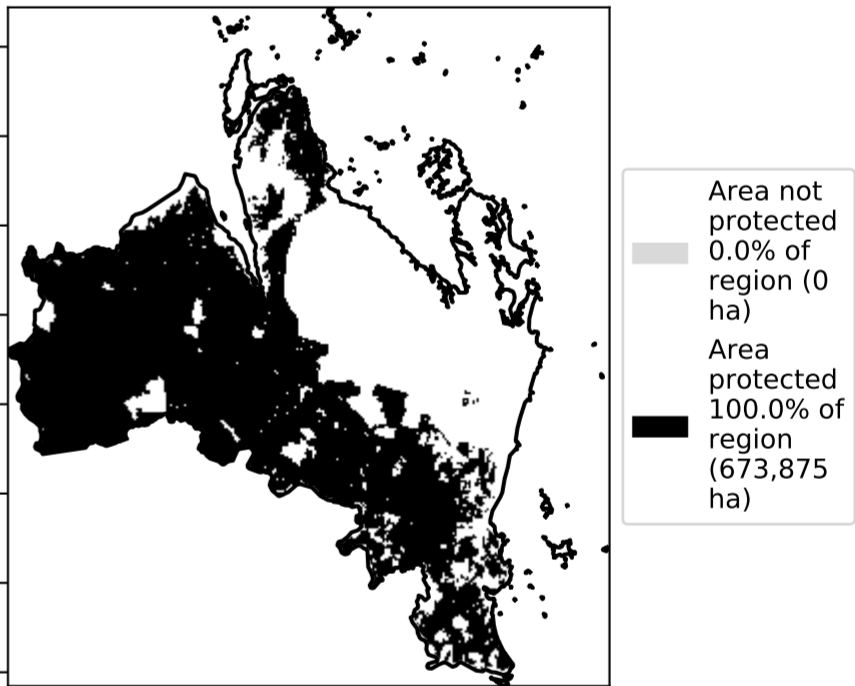 Area not
protected
0.0% of
region (0
ha)
Area
protected
100.0% of
region
(673,875
ha)